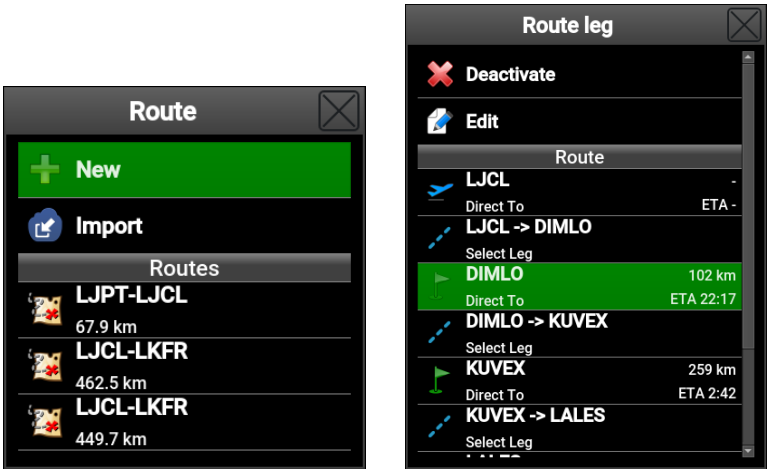 Route
New
Import
Routes
LJPT-LJCL
67.9 km
LJCL-LKFR
462.5 km
LJCL-LKFR
449.7 km
Route leg
Deactivate
Edit
Route
LJCL -
Direct To ETA -
LJCL -> DIMLO
Select Leg
DIMLO 102 km
Direct To ETA 22:17
DIMLO -> KUVEX
Select Leg
KUVEX 259 km
Direct To ETA 2:42
KUVEX -> LALES
Select Leg